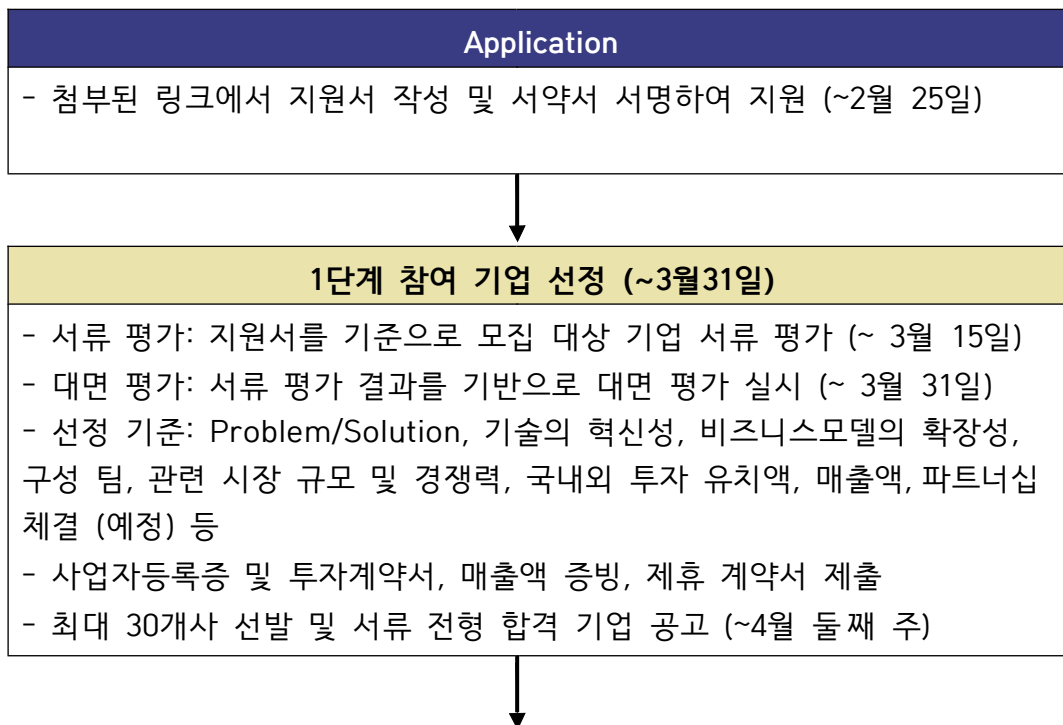 Application
- 첨부된 링크에서 지원서 작성 및 서약서 서명하여 지원 (~2월 25일)
1단계 참여 기업 선정 (~3월31일)
- 서류 평가: 지원서를 기준으로 모집 대상 기업 서류 평가 (~ 3월 15일)
- 대면 평가: 서류 평가 결과를 기반으로 대면 평가 실시 (~ 3월 31일)
- 선정 기준: Problem/Solution, 기술의 혁신성, 비즈니스모델의 확장성,
구성 팀, 관련 시장 규모 및 경쟁력, 국내외 투자 유치액, 매출액, 파트너십
체결 (예정) 등
- 사업자등록증 및 투자계약서, 매출액 증빙, 제휴 계약서 제출
- 최대 30개사 선발 및 서류 전형 합격 기업 공고 (~4월 둘째 주)